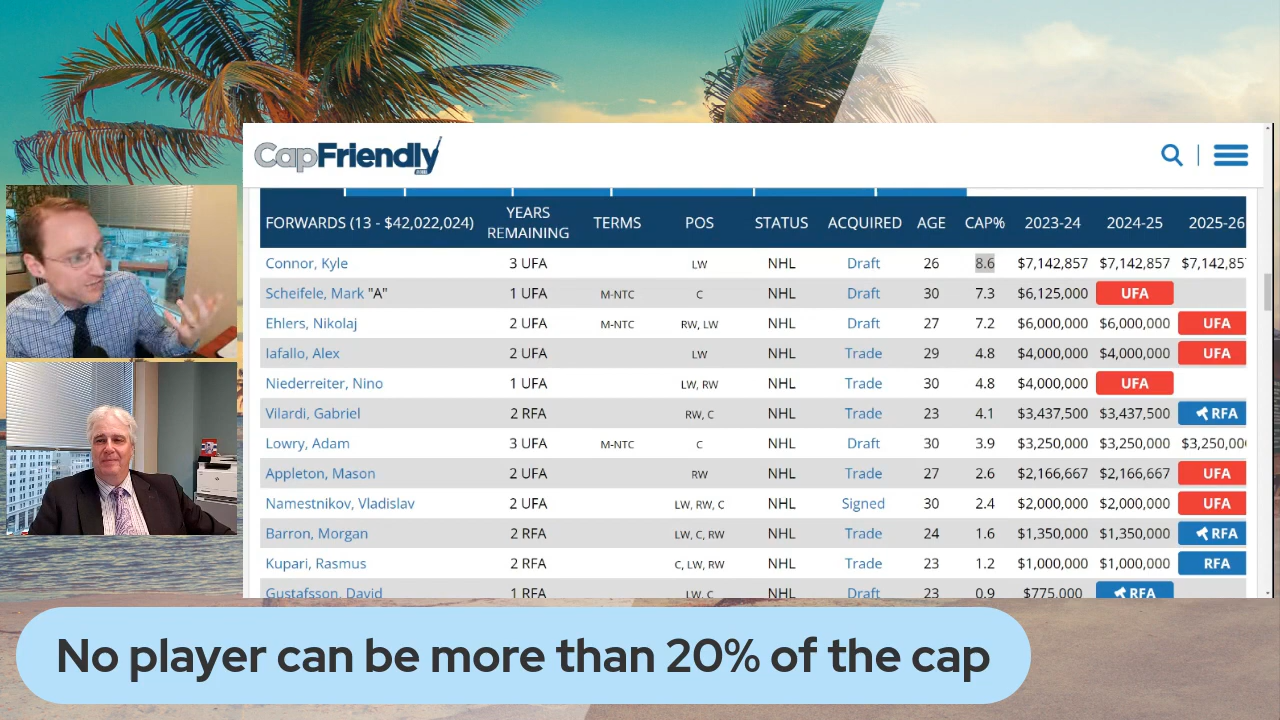 CapFriendly
FORWARDS (13 - $42,022,024) YEARS REMAINING TERMS POS STATUS ACQUIRED AGE CAP% 2023-24 2024-25 2025-26
Connor, Kyle 3 UFA LW NHL Draft 26 8.6 $7,142,857 $7,142,857 $7,142,85
Scheifele, Mark "A" 1 UFA M-NTC C NHL Draft 30 7.3 $6,125,000 UFA
Ehlers, Nikolaj 2 UFA M-NTC RW, LW NHL Draft 27 7.2 $6,000,000 $6,000,000 UFA
Iafallo, Alex 2 UFA LW NHL Trade 29 4.8 $4,000,000 $4,000,000 UFA
Niederreiter, Nino 1 UFA LW, RW NHL Trade 30 4.8 $4,000,000 UFA
Vilardi, Gabriel 2 RFA RW, C NHL Trade 23 4.1 $3,437,500 $3,437,500 RFA
Lowry, Adam 3 UFA M-NTC C NHL Draft 30 3.9 $3,250,000 $3,250,000 $3,250,00
Appleton, Mason 2 UFA RW NHL Trade 27 2.6 $2,166,667 $2,166,667 UFA
Namestnikov, Vladislav 2 UFA LW, RW, C NHL Signed 30 2.4 $2,000,000 $2,000,000 UFA
Barron, Morgan 2 RFA LW, C, RW NHL Trade 24 1.6 $1,350,000 $1,350,000 RFA
Kupari, Rasmus 2 RFA C, LW, RW NHL Trade 23 1.2 $1,000,000 $1,000,000 RFA
Gustafsson, David 1 RFA LW, C NHL Draft 23 0.9 $775,000 RFA
No player can be more than 20% of the cap